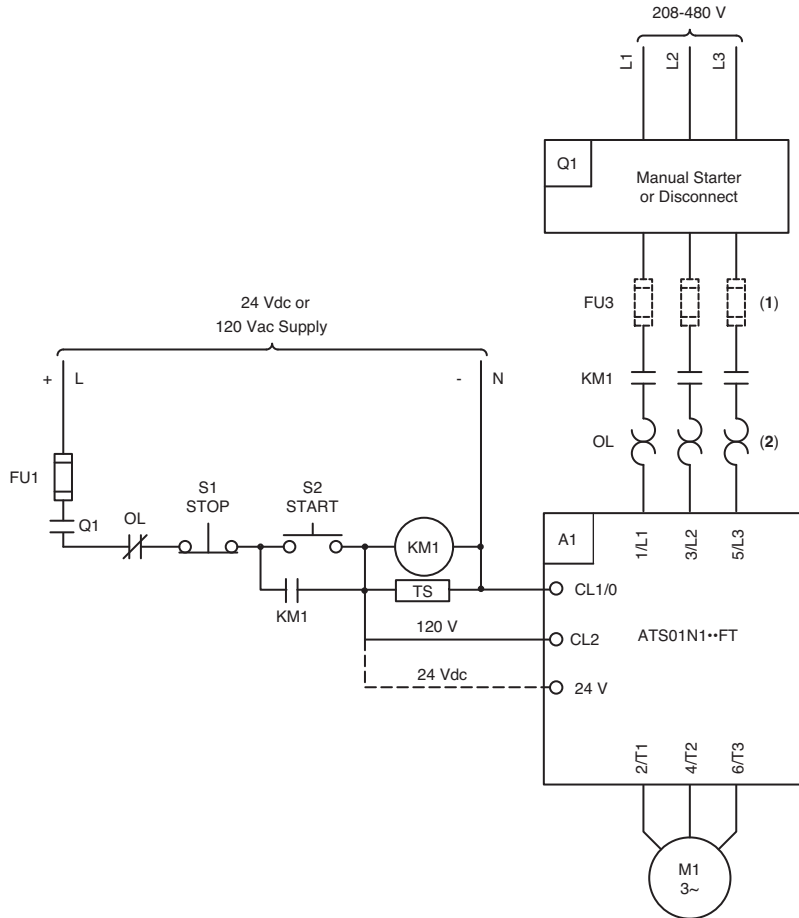 208-480 V
L1
L2
L3
Q1
Manual Starter
or Disconnect
24 Vdc or
120 Vac Supply
FU3
(1)
+
L
-
N
KM1
OL
(2)
FU1
S1
STOP
S2
START
Q1
OL
KM1
A1
1/L1
3/L2
5/L3
TS
CL1/0
KM1
120 V
CL2
ATS01N1••FT
24 Vdc
24 V
2/T1
4/T2
6/T3
M1
3~